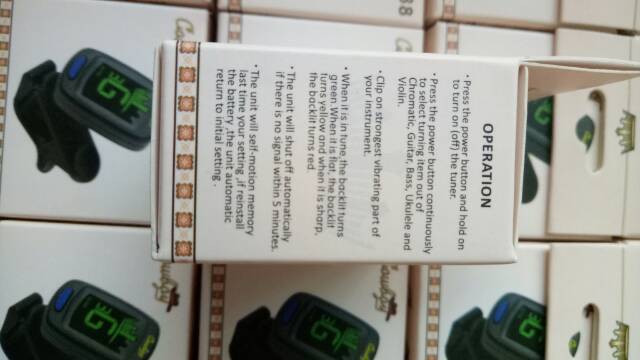 OPERATION
· Press the power button and hold on
to turn on (off) the tuner.
· Press the power button continuously
to select turning item out of
Chromatic, Guitar, Bass, Ukulele and
Violin.
· Clip on strongest vibrating part of
your instrument.
· When it is in tune,the backlit turns
green.When it is flat, the backlit
turns yellow and when it is sharp,
the backlit turns red.
· The unit will shut off automatically
if there is no signal within 5 minutes.
· The unit will self-motion memory
last time your setting ,if reinstall
the battery ,the unit automatic
return to initial setting .